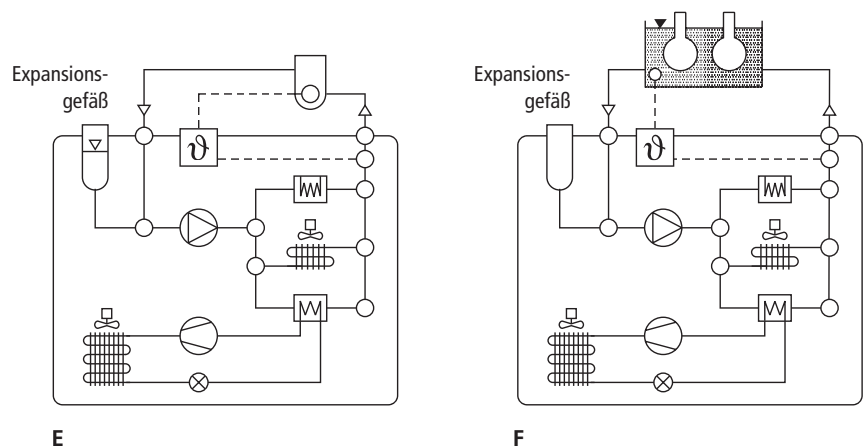 Expansions-
gefäß
ϑ
E
Expansions-
gefäß
ϑ
F